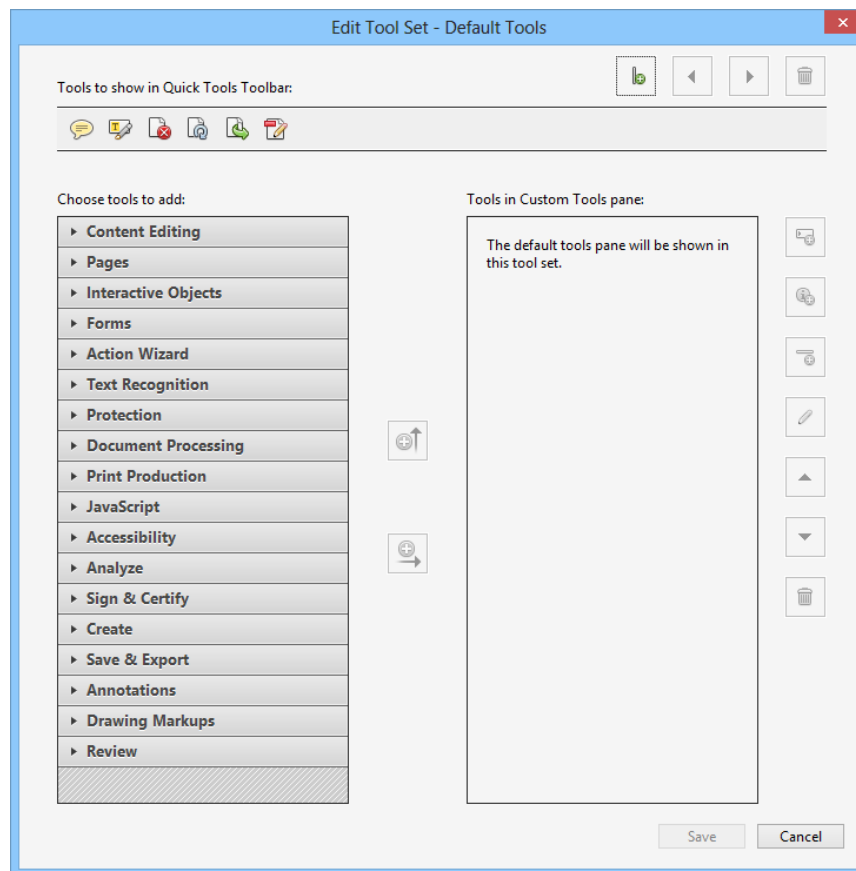 Edit Tool Set - Default Tools
Tools to show in Quick Tools Toolbar:
Choose tools to add:
Content Editing
Pages
Interactive Objects
Forms
Action Wizard
Text Recognition
Protection
Document Processing
Print Production
JavaScript
Accessibility
Analyze
Sign & Certify
Create
Save & Export
Annotations
Drawing Markups
Review
Tools in Custom Tools pane:
The default tools pane will be shown in
this tool set.
Save
Cancel